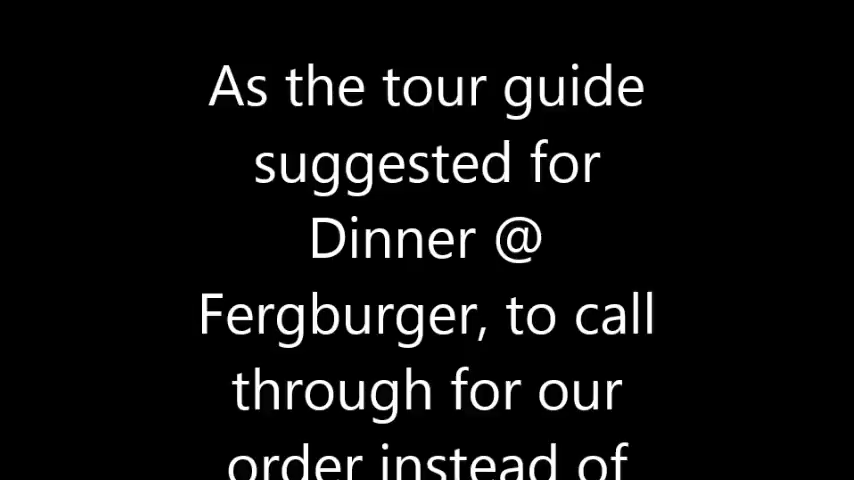 As the tour guide
suggested for
Dinner @
Fergburger, to call
through for our
order instead of